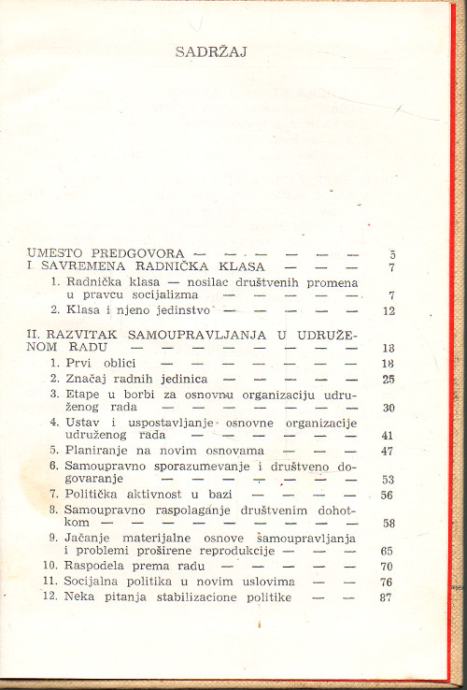 SADRŽAJ
UMESTO PREDGOVORA — — — — — — 5
I SAVREMENA RADNIČKA KLASA — — — 7
1. Radnička klasa — nosilac društvenih promena
u pravcu socijalizma — — — — — 7
2. Klasa i njeno jedinstvo — — — — — 12
II. RAZVITAK SAMOUPRAVLJANJA U UDRUŽE-
NOM RADU — — — — — — — — 13
1. Prvi oblici — — — — — — — 18
2. Značaj radnih jedinica — — — — — 25
3. Etape u borbi za osnovnu organizaciju udru-
ženog rada — — — — — — — 30
4. Ustav i uspostavljanje osnovne organizacije
udruženog rada — — — — — — 41
5. Planiranje na novim osnovama — — — 47
6. Samoupravno sporazumevanje i društveno do-
govaranje — — — — — — — 53
7. Politička aktivnost u bazi — — — — 56
8. Samoupravno raspolaganje društvenim dohot-
kom — — — — — — — — 58
9. Jačanje materijalne osnove samoupravljanja
i problemi proširene reprodukcije — — — 65
10. Raspodela prema radu — — — — — 70
11. Socijalna politika u novim uslovima — — 76
12. Neka pitanja stabilizacione politike — — 87